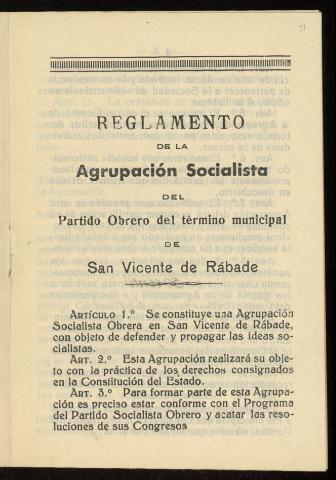 REGLAMENTO
DE LA
Agrupación Socialista
DEL
Partido Obrero del término municipal
DE
San Vicente de Rábade
ARTÍCULO 1.º Se constituye una Agrupación
Socialista Obrera en San Vicente de Rábade,
con objeto de defender y propagar las ideas so-
cialistas.
ART. 2.º Esta Agrupación realizará su obje-
to con la práctica de los derechos consignados
en la Constitución del Estado.
ART. 3.º Para formar parte de esta Agrupa-
ción es preciso estar conforme con el Programa
del Partido Socialista Obrero y acatar las reso-
luciones de sus Congresos